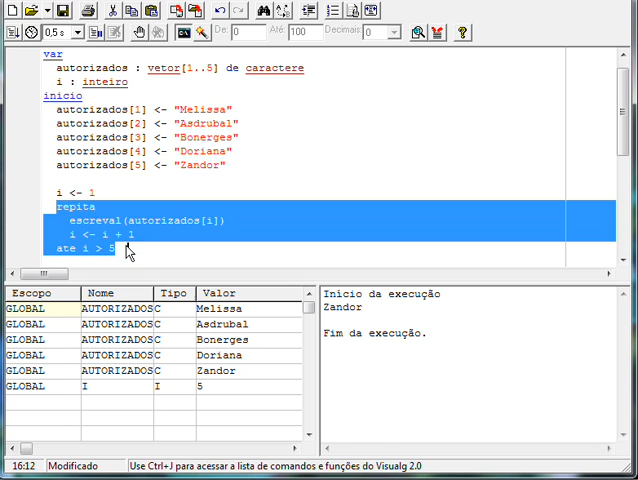 0,5 s
De:
0
Até:
100
Decimais:
0
var
autorizados : vetor[1..5] de caractere
i : inteiro
inicio
autorizados[1] <- "Melissa"
autorizados[2] <- "Asdrubal"
autorizados[3] <- "Bonerges"
autorizados[4] <- "Doriana"
autorizados[5] <- "Zandor"
i <- 1
repita
escreval(autorizados[i])
i <- i + 1
ate i > 5
Escopo Nome Tipo Valor
GLOBAL AUTORIZADOS C Melissa
GLOBAL AUTORIZADOS C Asdrubal
GLOBAL AUTORIZADOS C Bonerges
GLOBAL AUTORIZADOS C Doriana
GLOBAL AUTORIZADOS C Zandor
GLOBAL I I 5
Início da execução
Zandor
Fim da execução.
16:12 Modificado Use Ctrl+J para acessar a lista de comandos e funções do Visualg 2.0